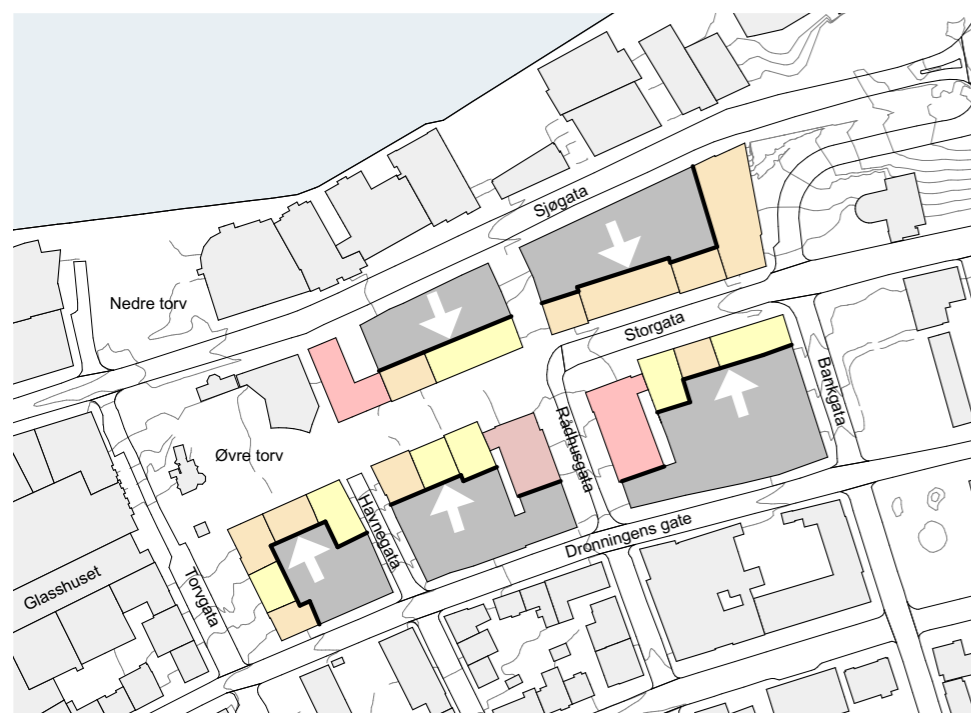 Sjøgata
Nedre torv
Storgata
Bankgata
Rådhusgata
Øvre torv
Havnegata
Dronningens gate
Glasshuset
Torvgata